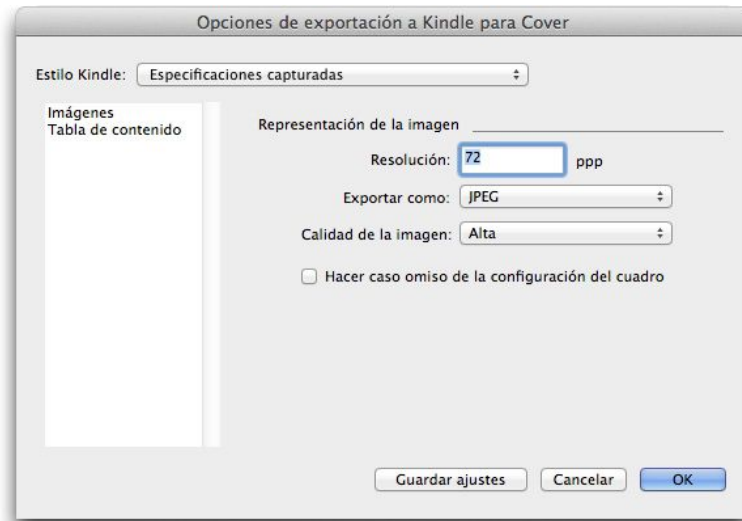 Opciones de exportación a Kindle para Cover
Estilo Kindle: Especificaciones capturadas
Imágenes
Tabla de contenido
Representación de la imagen
Resolución: 72 ppp
Exportar como: JPEG
Calidad de la imagen: Alta
Hacer caso omiso de la configuración del cuadro
Guardar ajustes Cancelar OK